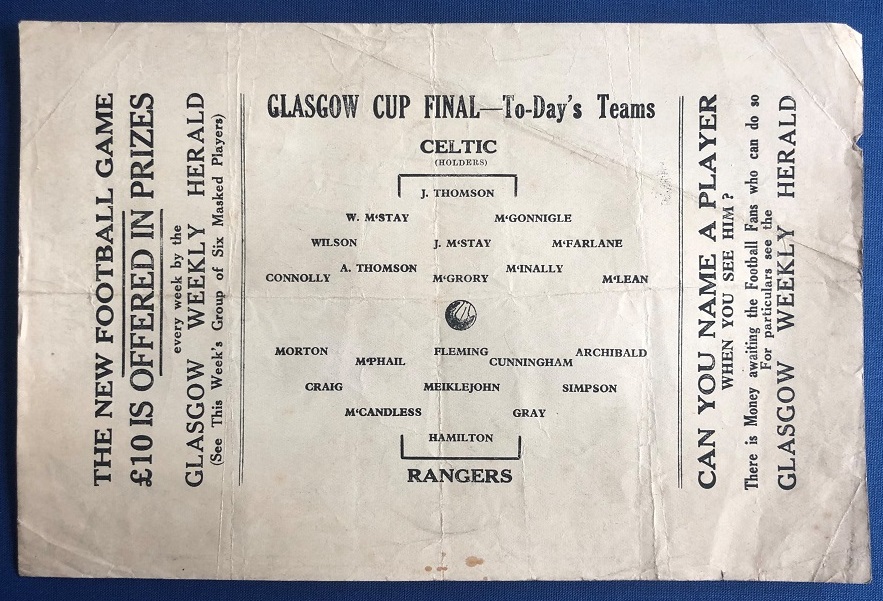 THE NEW FOOTBALL GAME
£10 IS OFFERED IN PRIZES
every week by the
GLASGOW WEEKLY HERALD
(See This Week's Group of Six Masked Players)
GLASGOW CUP FINAL—To-Day's Teams
CELTIC
(HOLDERS)
J. THOMSON
W. MᶜSTAY MᶜGONNIGLE
WILSON J. MᶜSTAY MᶜFARLANE
A. THOMSON MᶜINALLY
CONNOLLY MᶜGRORY MᶜLEAN
MORTON FLEMING ARCHIBALD
MᶜPHAIL CUNNINGHAM
CRAIG MEIKLEJOHN SIMPSON
MᶜCANDLESS GRAY
HAMILTON
RANGERS
CAN YOU NAME A PLAYER
WHEN YOU SEE HIM?
There is Money awaiting the Football Fans who can do so
For particulars see the
GLASGOW WEEKLY HERALD